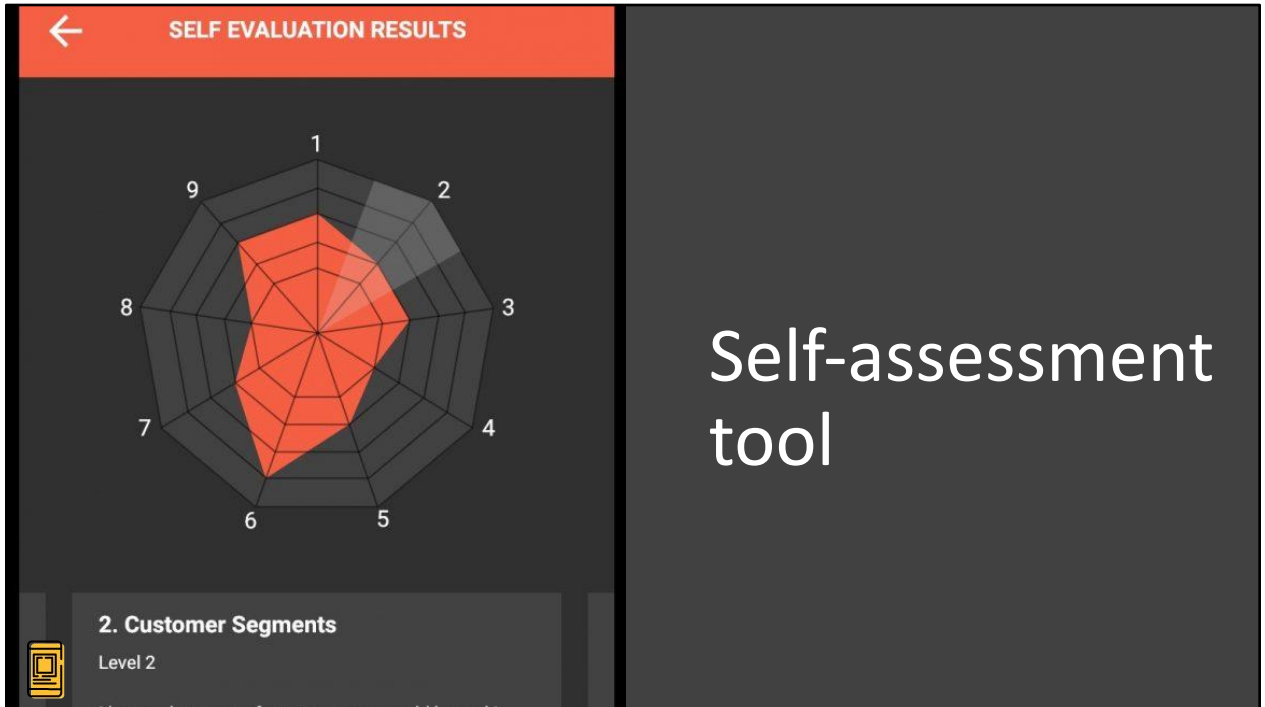 SELF EVALUATION RESULTS
1
2
3
4
5
6
7
8
9
2. Customer Segments
Level 2
Self-assessment
tool